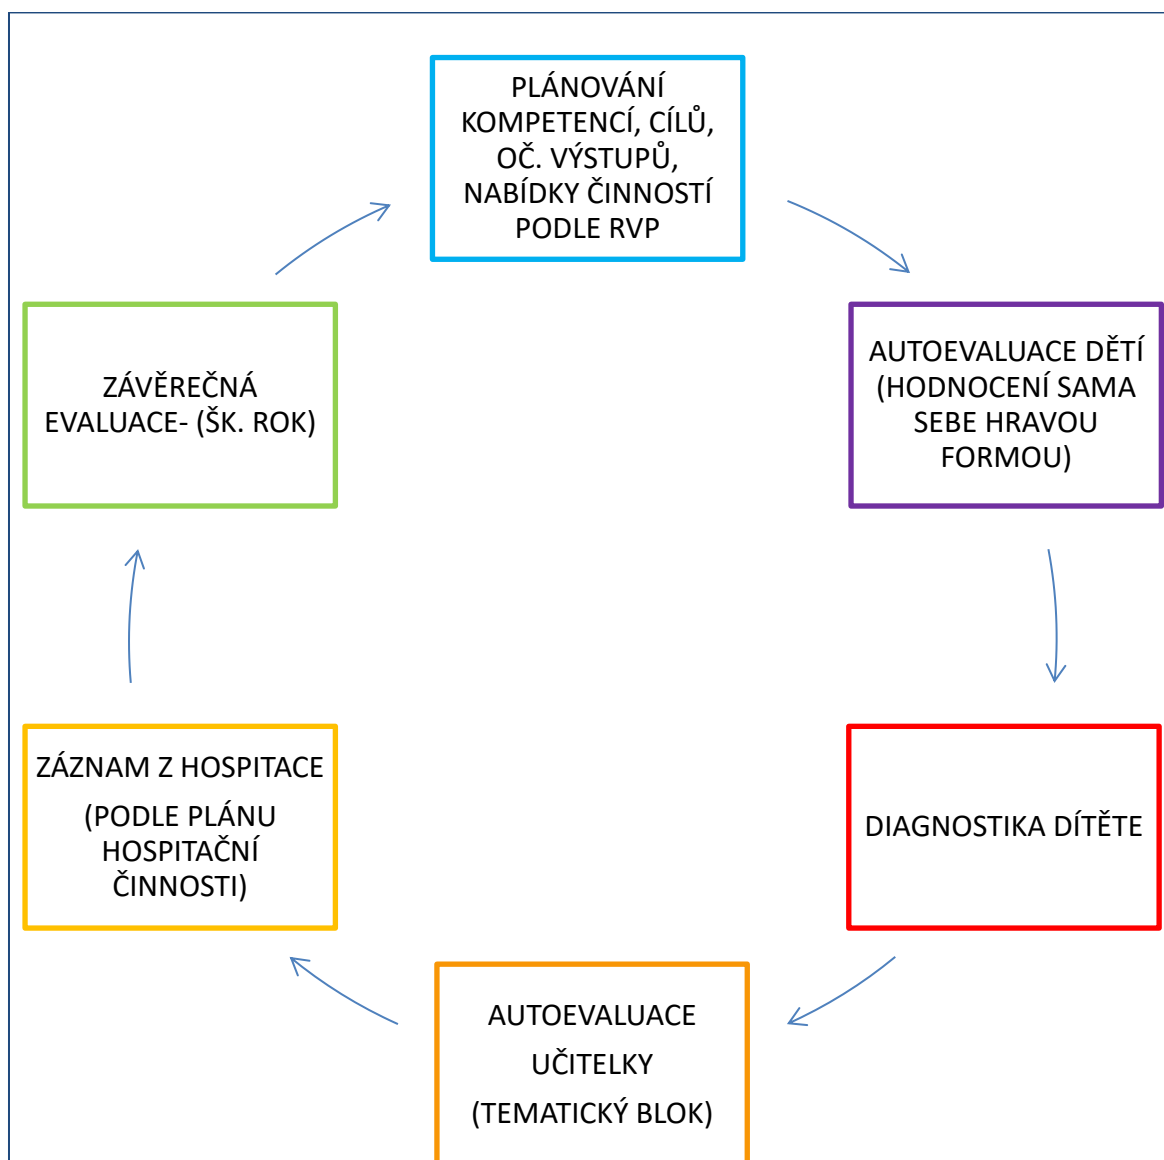 PLÁNOVÁNÍ
KOMPETENCÍ, CÍLŮ,
OČ. VÝSTUPŮ,
NABÍDKY ČINNOSTÍ
PODLE RVP
AUTOEVALUACE DĚTÍ
(HODNOCENÍ SAMA
SEBE HRAVOU
FORMOU)
DIAGNOSTIKA DÍTĚTE
AUTOEVALUACE
UČITELKY
(TEMATICKÝ BLOK)
ZÁZNAM Z HOSPITACE
(PODLE PLÁNU
HOSPITAČNÍ
ČINNOSTI)
ZÁVĚREČNÁ
EVALUACE- (ŠK. ROK)